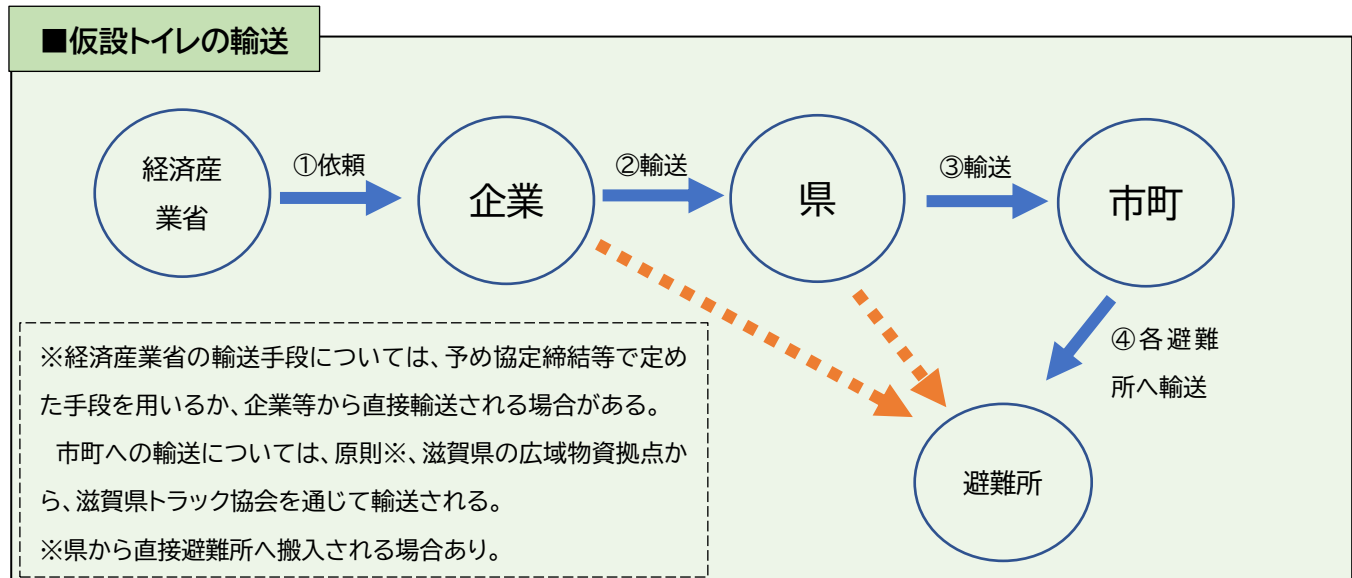 ■仮設トイレの輸送
経済産
業省
①依頼
企業
②輸送
県
③輸送
市町
④各避難
所へ輸送
避難所
※経済産業省の輸送手段については、予め協定締結等で定め
た手段を用いるか、企業等から直接輸送される場合がある。
市町への輸送については、原則※、滋賀県の広域物資拠点か
ら、滋賀県トラック協会を通じて輸送される。
※県から直接避難所へ搬入される場合あり。